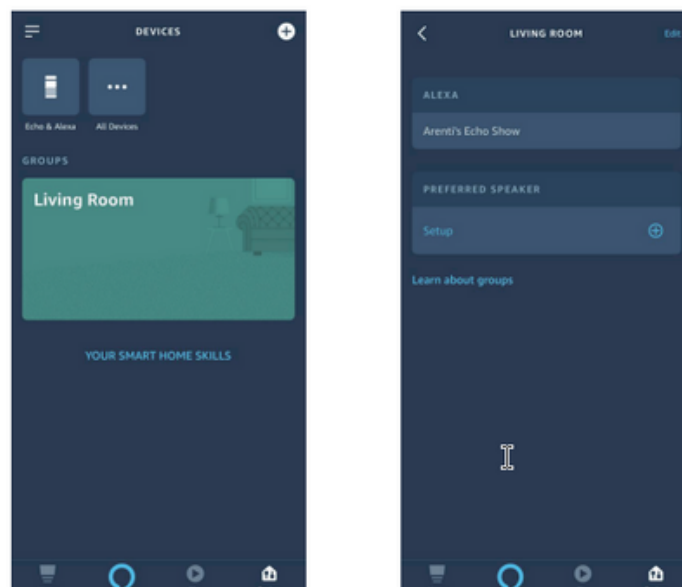 DEVICES
Echo & Alexa
All Devices
GROUPS
Living Room
YOUR SMART HOME SKILLS
LIVING ROOM
Edit
ALEXA
Arenti's Echo Show
PREFERRED SPEAKER
Setup
Learn about groups